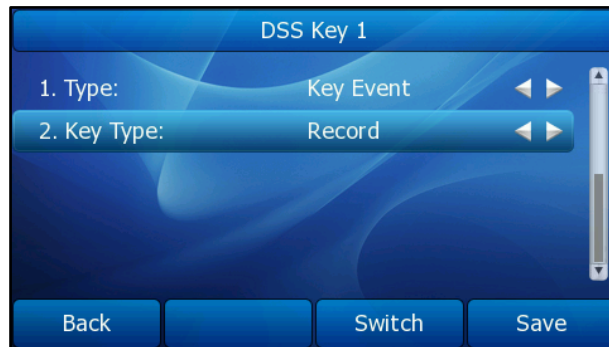 DSS Key 1
1. Type: Key Event
2. Key Type: Record
Back Switch Save